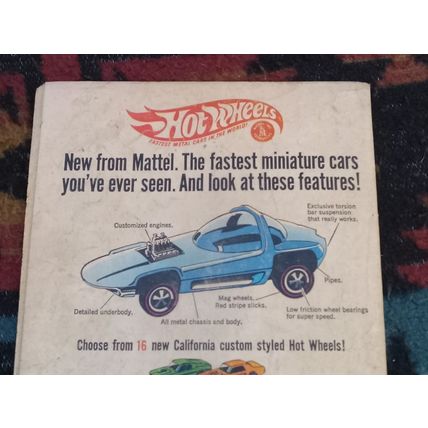 Hot Wheels
FASTEST METAL CARS IN THE WORLD!
New from Mattel. The fastest miniature cars
you've ever seen. And look at these features!
Exclusive torsion
bar suspension
that really works.
Customized engines.
Pipes.
Mag wheels.
Red stripe slicks.
Detailed underbody.
Low friction wheel bearings
for super speed.
All metal chassis and body.
Choose from 16 new California custom styled Hot Wheels!